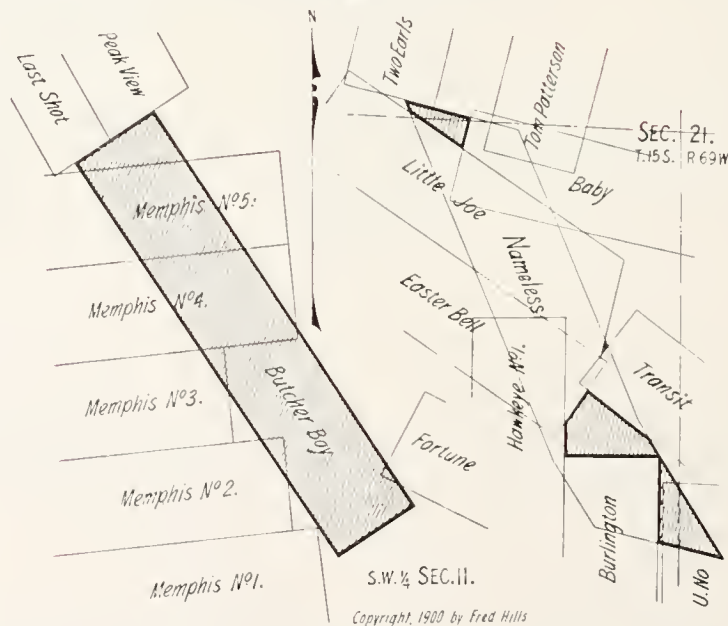 Last Shot
Peak View
Memphis Nº5.
Memphis Nº4.
Memphis Nº3.
Memphis Nº2.
Memphis Nº1.
Butcher Boy
Fortune
S.W. ¼ SEC. 11.
N
Two Earls
Tom Patterson
SEC. 21.
T. 15 S. R 69 W
Little Joe
Baby
Nameless
Easter Bell
Hawkeye Nº1.
Transit
Burlington
U. No
Copyright, 1900 by Fred Hills